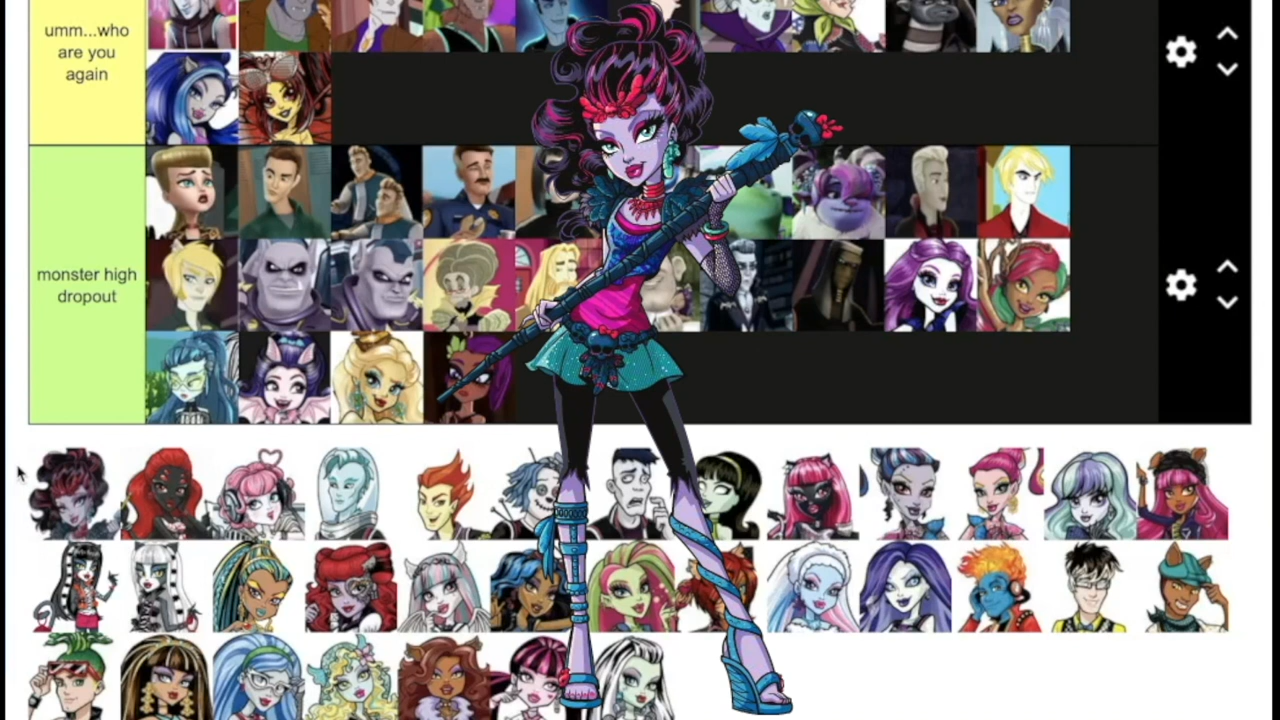 umm...who
are you
again
monster high
dropout